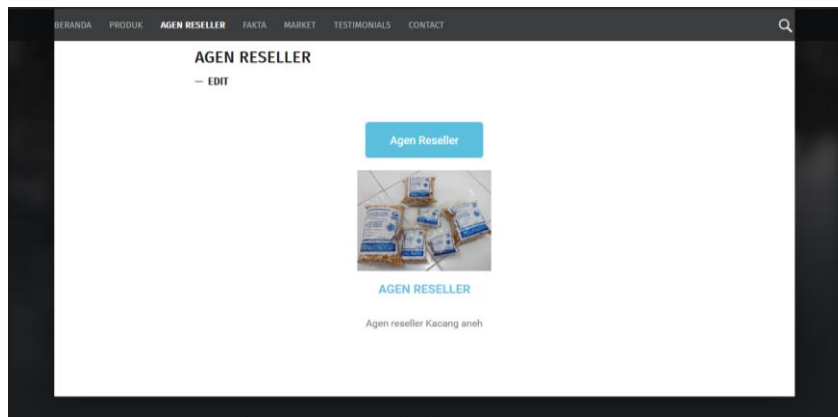 BERANDA PRODUK AGEN RESELLER FAKTA MARKET TESTIMONIALS CONTACT
AGEN RESELLER
— EDIT
Agen Reseller
AGEN RESELLER
Agen reseller Kacang aneh